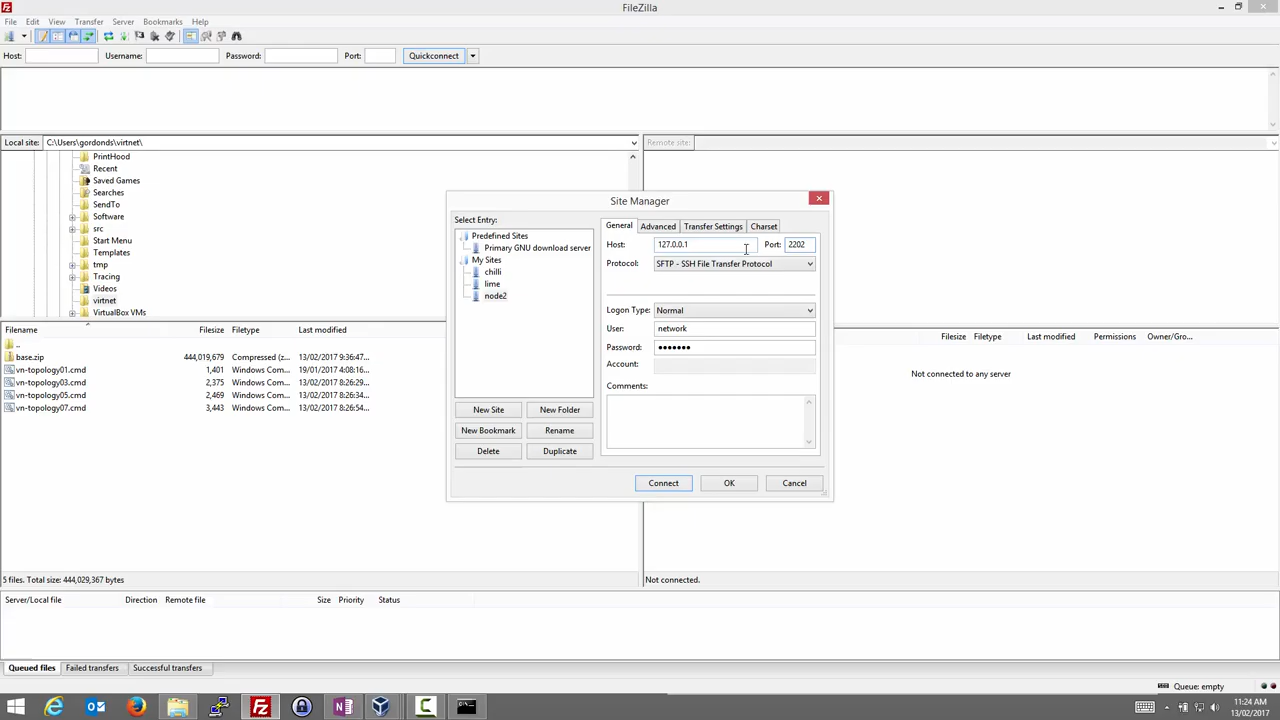 FileZilla
File Edit View Transfer Server Bookmarks Help
Host: Username: Password: Port: Quickconnect
Local site: C:\Users\gordonds\virtnet\
Remote site:
PrintHood
Recent
Saved Games
Searches
SendTo
Software
src
Start Menu
Templates
tmp
Tracing
Videos
virtnet
VirtualBox VMs
Filename Filesize Filetype Last modified
..
base.zip 444,019,679 Compressed (z... 13/02/2017 9:36:47...
vn-topology01.cmd 1,401 Windows Com... 19/01/2017 4:08:16...
vn-topology03.cmd 2,375 Windows Com... 13/02/2017 8:26:29...
vn-topology05.cmd 2,469 Windows Com... 13/02/2017 8:26:34...
vn-topology07.cmd 3,443 Windows Com... 13/02/2017 8:26:54...
5 files. Total size: 444,029,367 bytes
Site Manager
Select Entry:
Predefined Sites
Primary GNU download server
My Sites
chilli
lime
node2
New Site New Folder
New Bookmark Rename
Delete Duplicate
General Advanced Transfer Settings Charset
Host: 127.0.0.1 Port: 2202
Protocol: SFTP - SSH File Transfer Protocol
Logon Type: Normal
User: network
Password: •••••••
Account:
Comments:
Connect OK Cancel
Filesize Filetype Last modified Permissions Owner/Gro...
Not connected to any server
Not connected.
Server/Local file Direction Remote file Size Priority Status
Queued files Failed transfers Successful transfers
Queue: empty
11:24 AM
13/02/2017